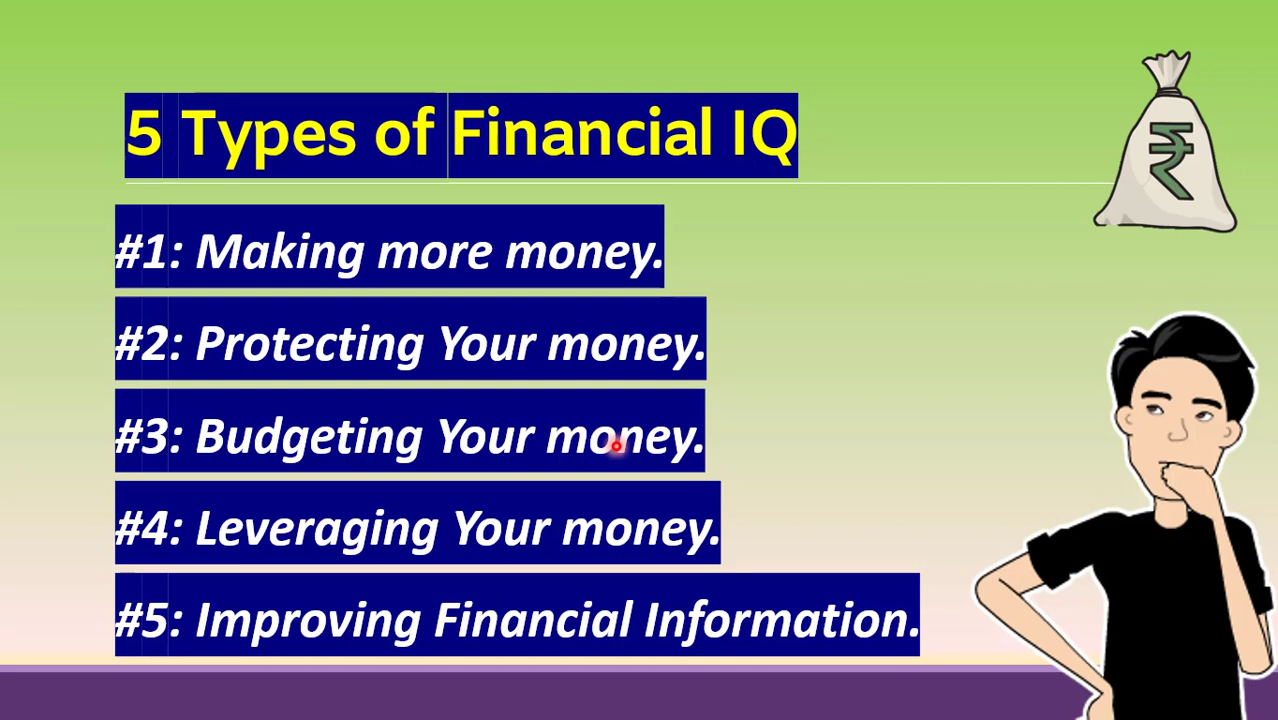 5 Types of Financial IQ
#1: Making more money.
#2: Protecting Your money.
#3: Budgeting Your money.
#4: Leveraging Your money.
#5: Improving Financial Information.
₹